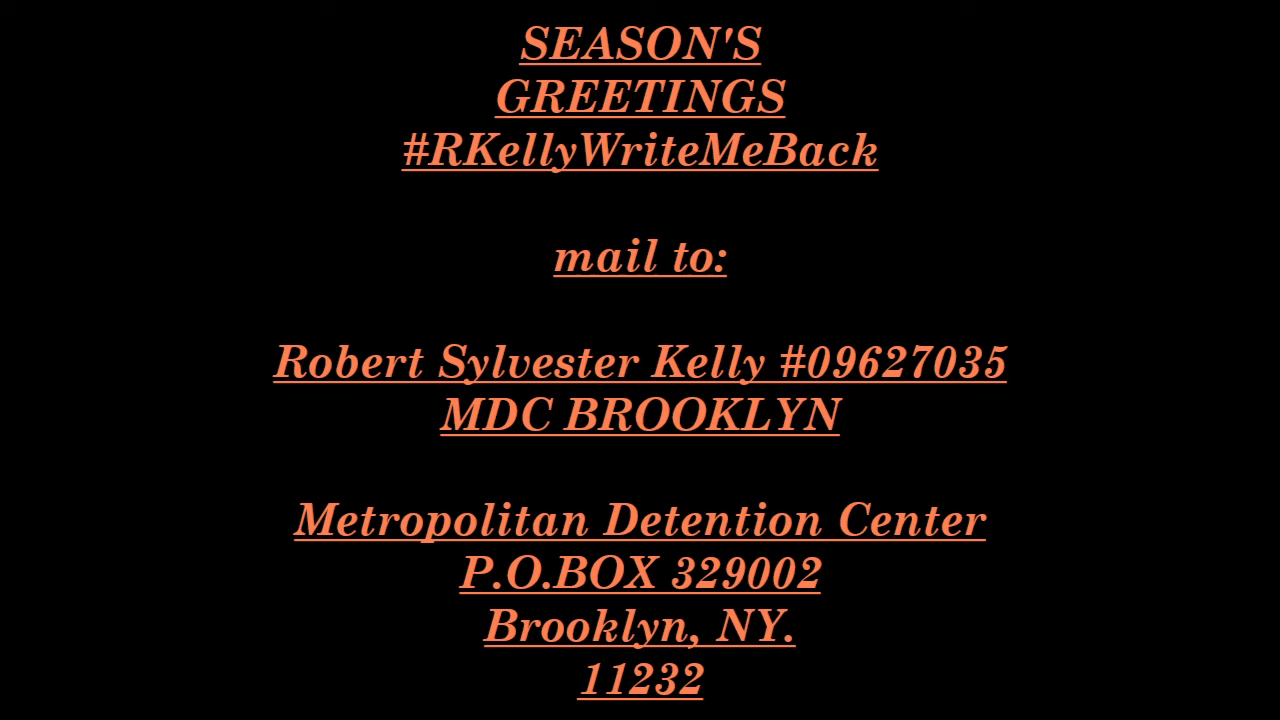 SEASON'S
GREETINGS
#RKellyWriteMeBack
mail to:
Robert Sylvester Kelly #09627035
MDC BROOKLYN
Metropolitan Detention Center
P.O.BOX 329002
Brooklyn, NY.
11232